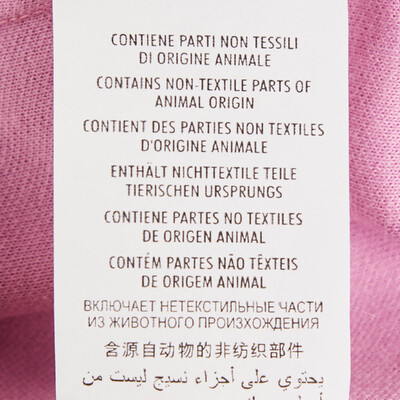 CONTIENE PARTI NON TESSILI
DI ORIGINE ANIMALE
CONTAINS NON-TEXTILE PARTS OF
ANIMAL ORIGIN
CONTIENT DES PARTIES NON TEXTILES
D'ORIGINE ANIMALE
ENTHÄLT NICHTTEXTILE TEILE
TIERISCHEN URSPRUNGS
CONTIENE PARTES NO TEXTILES
DE ORIGEN ANIMAL
CONTÉM PARTES NÃO TÊXTEIS
DE ORIGEM ANIMAL
ВКЛЮЧАЕТ НЕТЕКСТИЛЬНЫЕ ЧАСТИ
ИЗ ЖИВОТНОГО ПРОИЗХОЖДЕНИЯ
含源自动物的非纺织部件
يحتوي على أجزاء نسيج ليست من